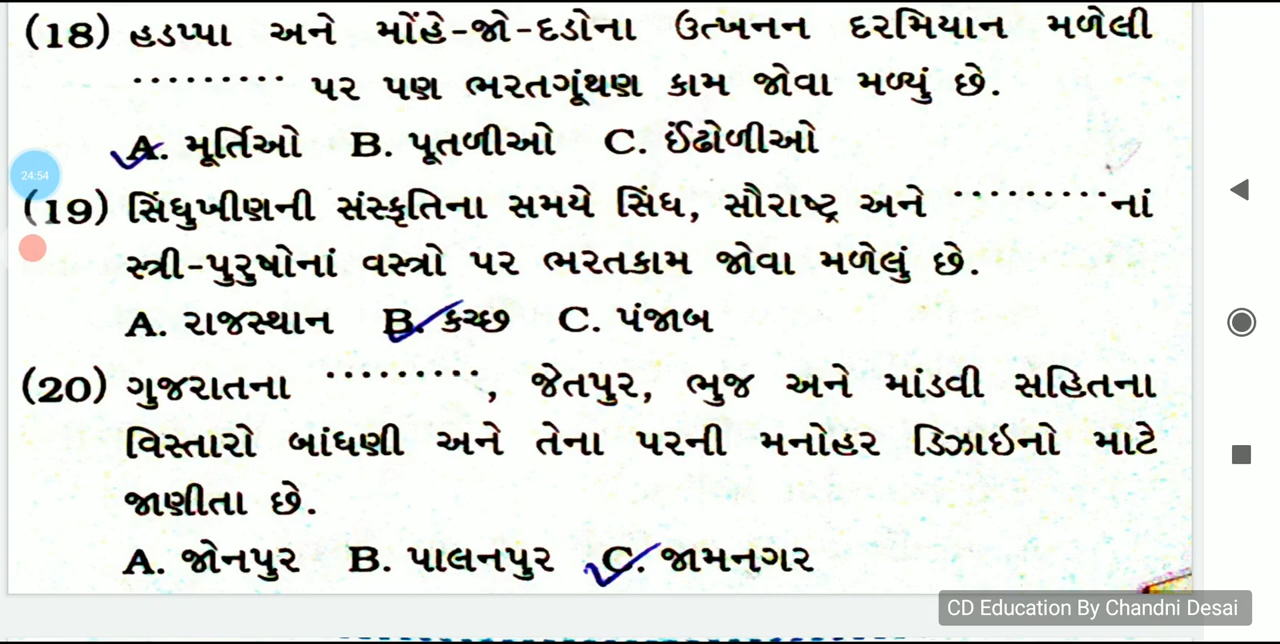 (18) હડપ્પા અને મોંહે-જો-દડોના ઉત્ખનન દરમિયાન મળેલી
......... પર પણ ભરતગૂંથણ કામ જોવા મળ્યું છે.
A. મૂર્તિઓ B. પૂતળીઓ C. ઈંઢોળીઓ
24:54
(19) સિંધુખીણની સંસ્કૃતિના સમયે સિંધ, સૌરાષ્ટ્ર અને .........નાં
સ્ત્રી-પુરુષોનાં વસ્ત્રો પર ભરતકામ જોવા મળેલું છે.
A. રાજસ્થાન B. કચ્છ C. પંજાબ
(20) ગુજરાતના ........., જેતપુર, ભુજ અને માંડવી સહિતના
વિસ્તારો બાંધણી અને તેના પરની મનોહર ડિઝાઇનો માટે
જાણીતા છે.
A. જોનપુર B. પાલનપુર C. જામનગર
CD Education By Chandni Desai